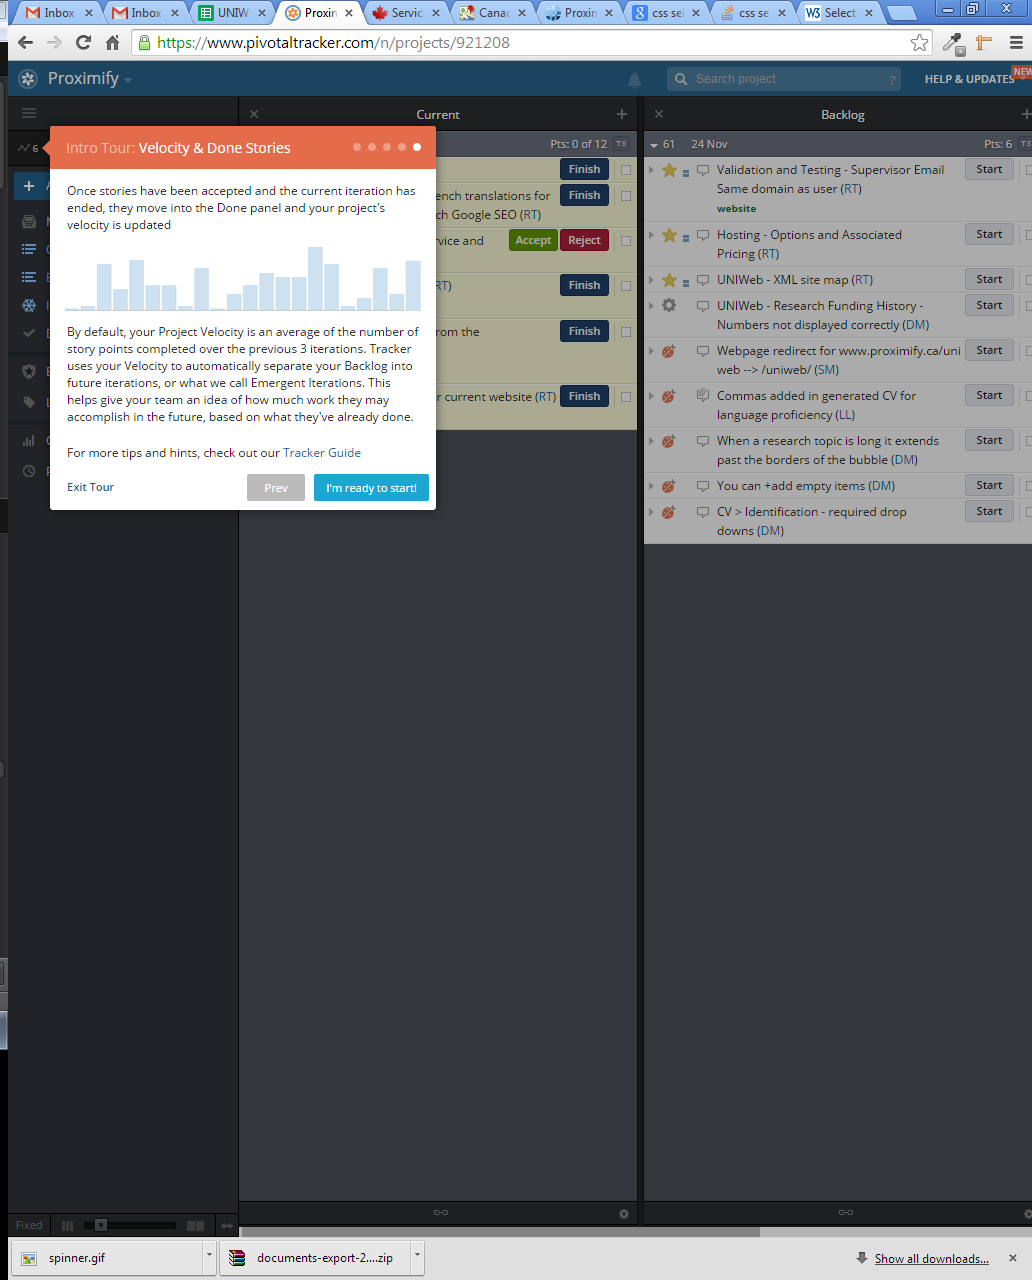 Inbox
Inbox
UNIW
Proxin
Servic
Canac
Proxin
css sel
css se
Select
https://www.pivotaltracker.com/n/projects/921208
Proximify
Search project
?
HELP & UPDATES
NEW
Current
Backlog
6
Pts: 0 of 12
TS
61
24 Nov
Pts: 6
TS
Intro Tour: Velocity & Done Stories
Once stories have been accepted and the current iteration has
ended, they move into the Done panel and your project's
velocity is updated
By default, your Project Velocity is an average of the number of
story points completed over the previous 3 iterations. Tracker
uses your Velocity to automatically separate your Backlog into
future iterations, or what we call Emergent Iterations. This
helps give your team an idea of how much work they may
accomplish in the future, based on what they've already done.
For more tips and hints, check out our Tracker Guide
Exit Tour
Prev
I'm ready to start!
Finish
ench translations for
Finish
ch Google SEO (RT)
rvice and
Accept
Reject
RT)
Finish
rom the
Finish
r current website (RT)
Finish
Validation and Testing - Supervisor Email
Same domain as user (RT)
website
Start
Hosting - Options and Associated
Pricing (RT)
Start
UNIWeb - XML site map (RT)
Start
UNIWeb - Research Funding History -
Numbers not displayed correctly (DM)
Start
Webpage redirect for www.proximify.ca/uni
web --> /uniweb/ (SM)
Start
Commas added in generated CV for
language proficiency (LL)
Start
When a research topic is long it extends
past the borders of the bubble (DM)
Start
You can +add empty items (DM)
Start
CV > Identification - required drop
downs (DM)
Start
Fixed
spinner.gif
documents-export-2....zip
Show all downloads...